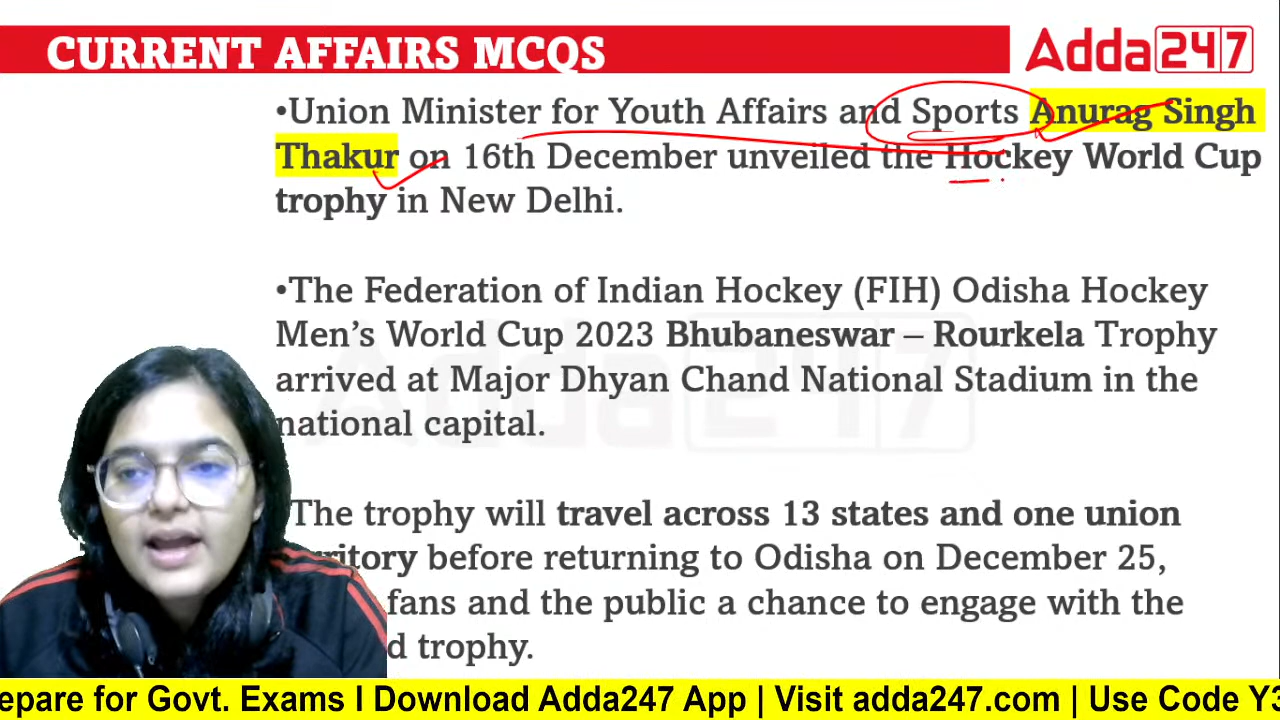 CURRENT AFFAIRS MCQS
Adda247
•Union Minister for Youth Affairs and Sports Anurag Singh
Thakur on 16th December unveiled the Hockey World Cup
trophy in New Delhi.
•The Federation of Indian Hockey (FIH) Odisha Hockey
Men's World Cup 2023 Bhubaneswar – Rourkela Trophy
arrived at Major Dhyan Chand National Stadium in the
national capital.
The trophy will travel across 13 states and one union
before returning to Odisha on December 25,
fans and the public a chance to engage with the
trophy.
Adda247
epare for Govt. Exams I Download Adda247 App | Visit adda247.com | Use Code Y3